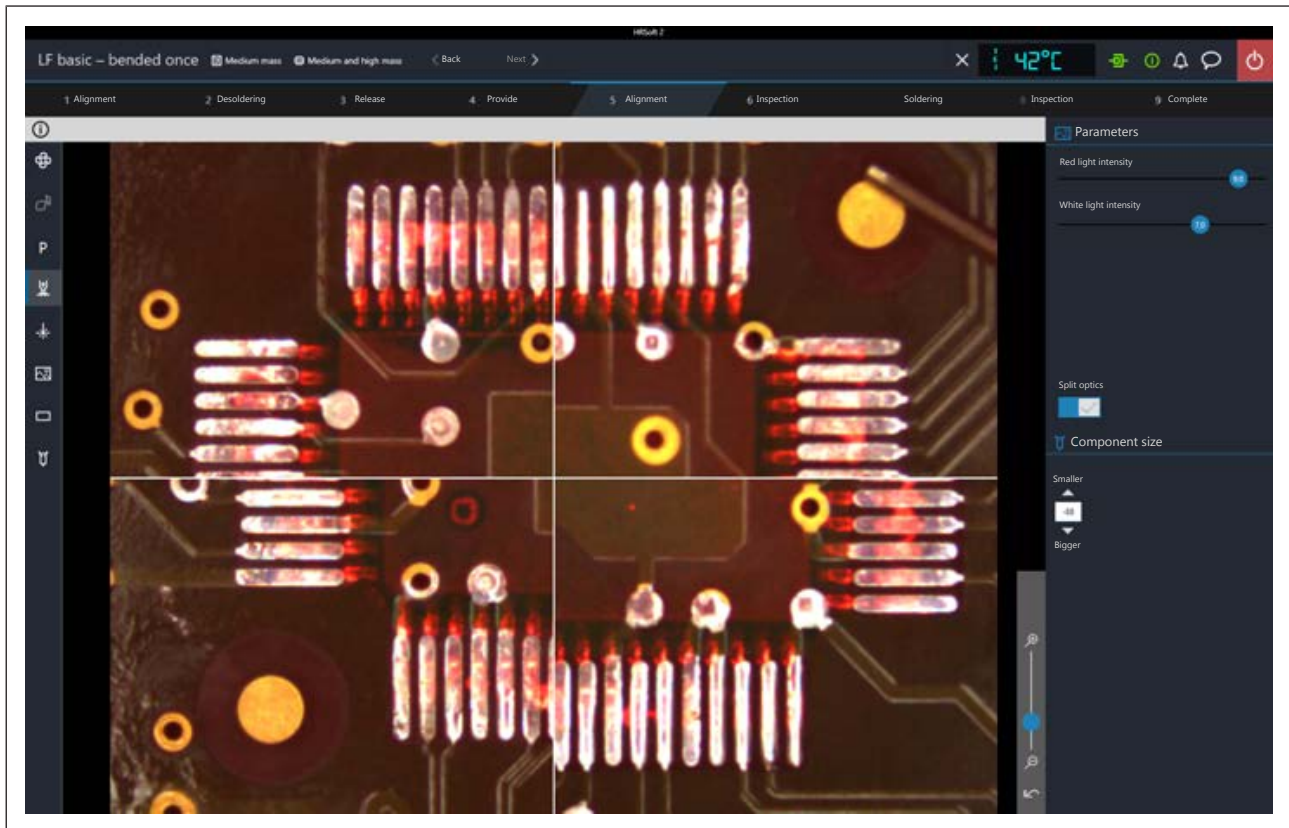 HRSoft 2
LF basic – bended once Medium mass Medium and high mass Back Next 42°C
1 Alignment 2 Desoldering 3 Release 4 Provide 5 Alignment 6 Inspection Soldering Inspection 9 Complete
Parameters
Red light intensity
White light intensity
7.0
P
Split optics
Component size
Smaller
Bigger